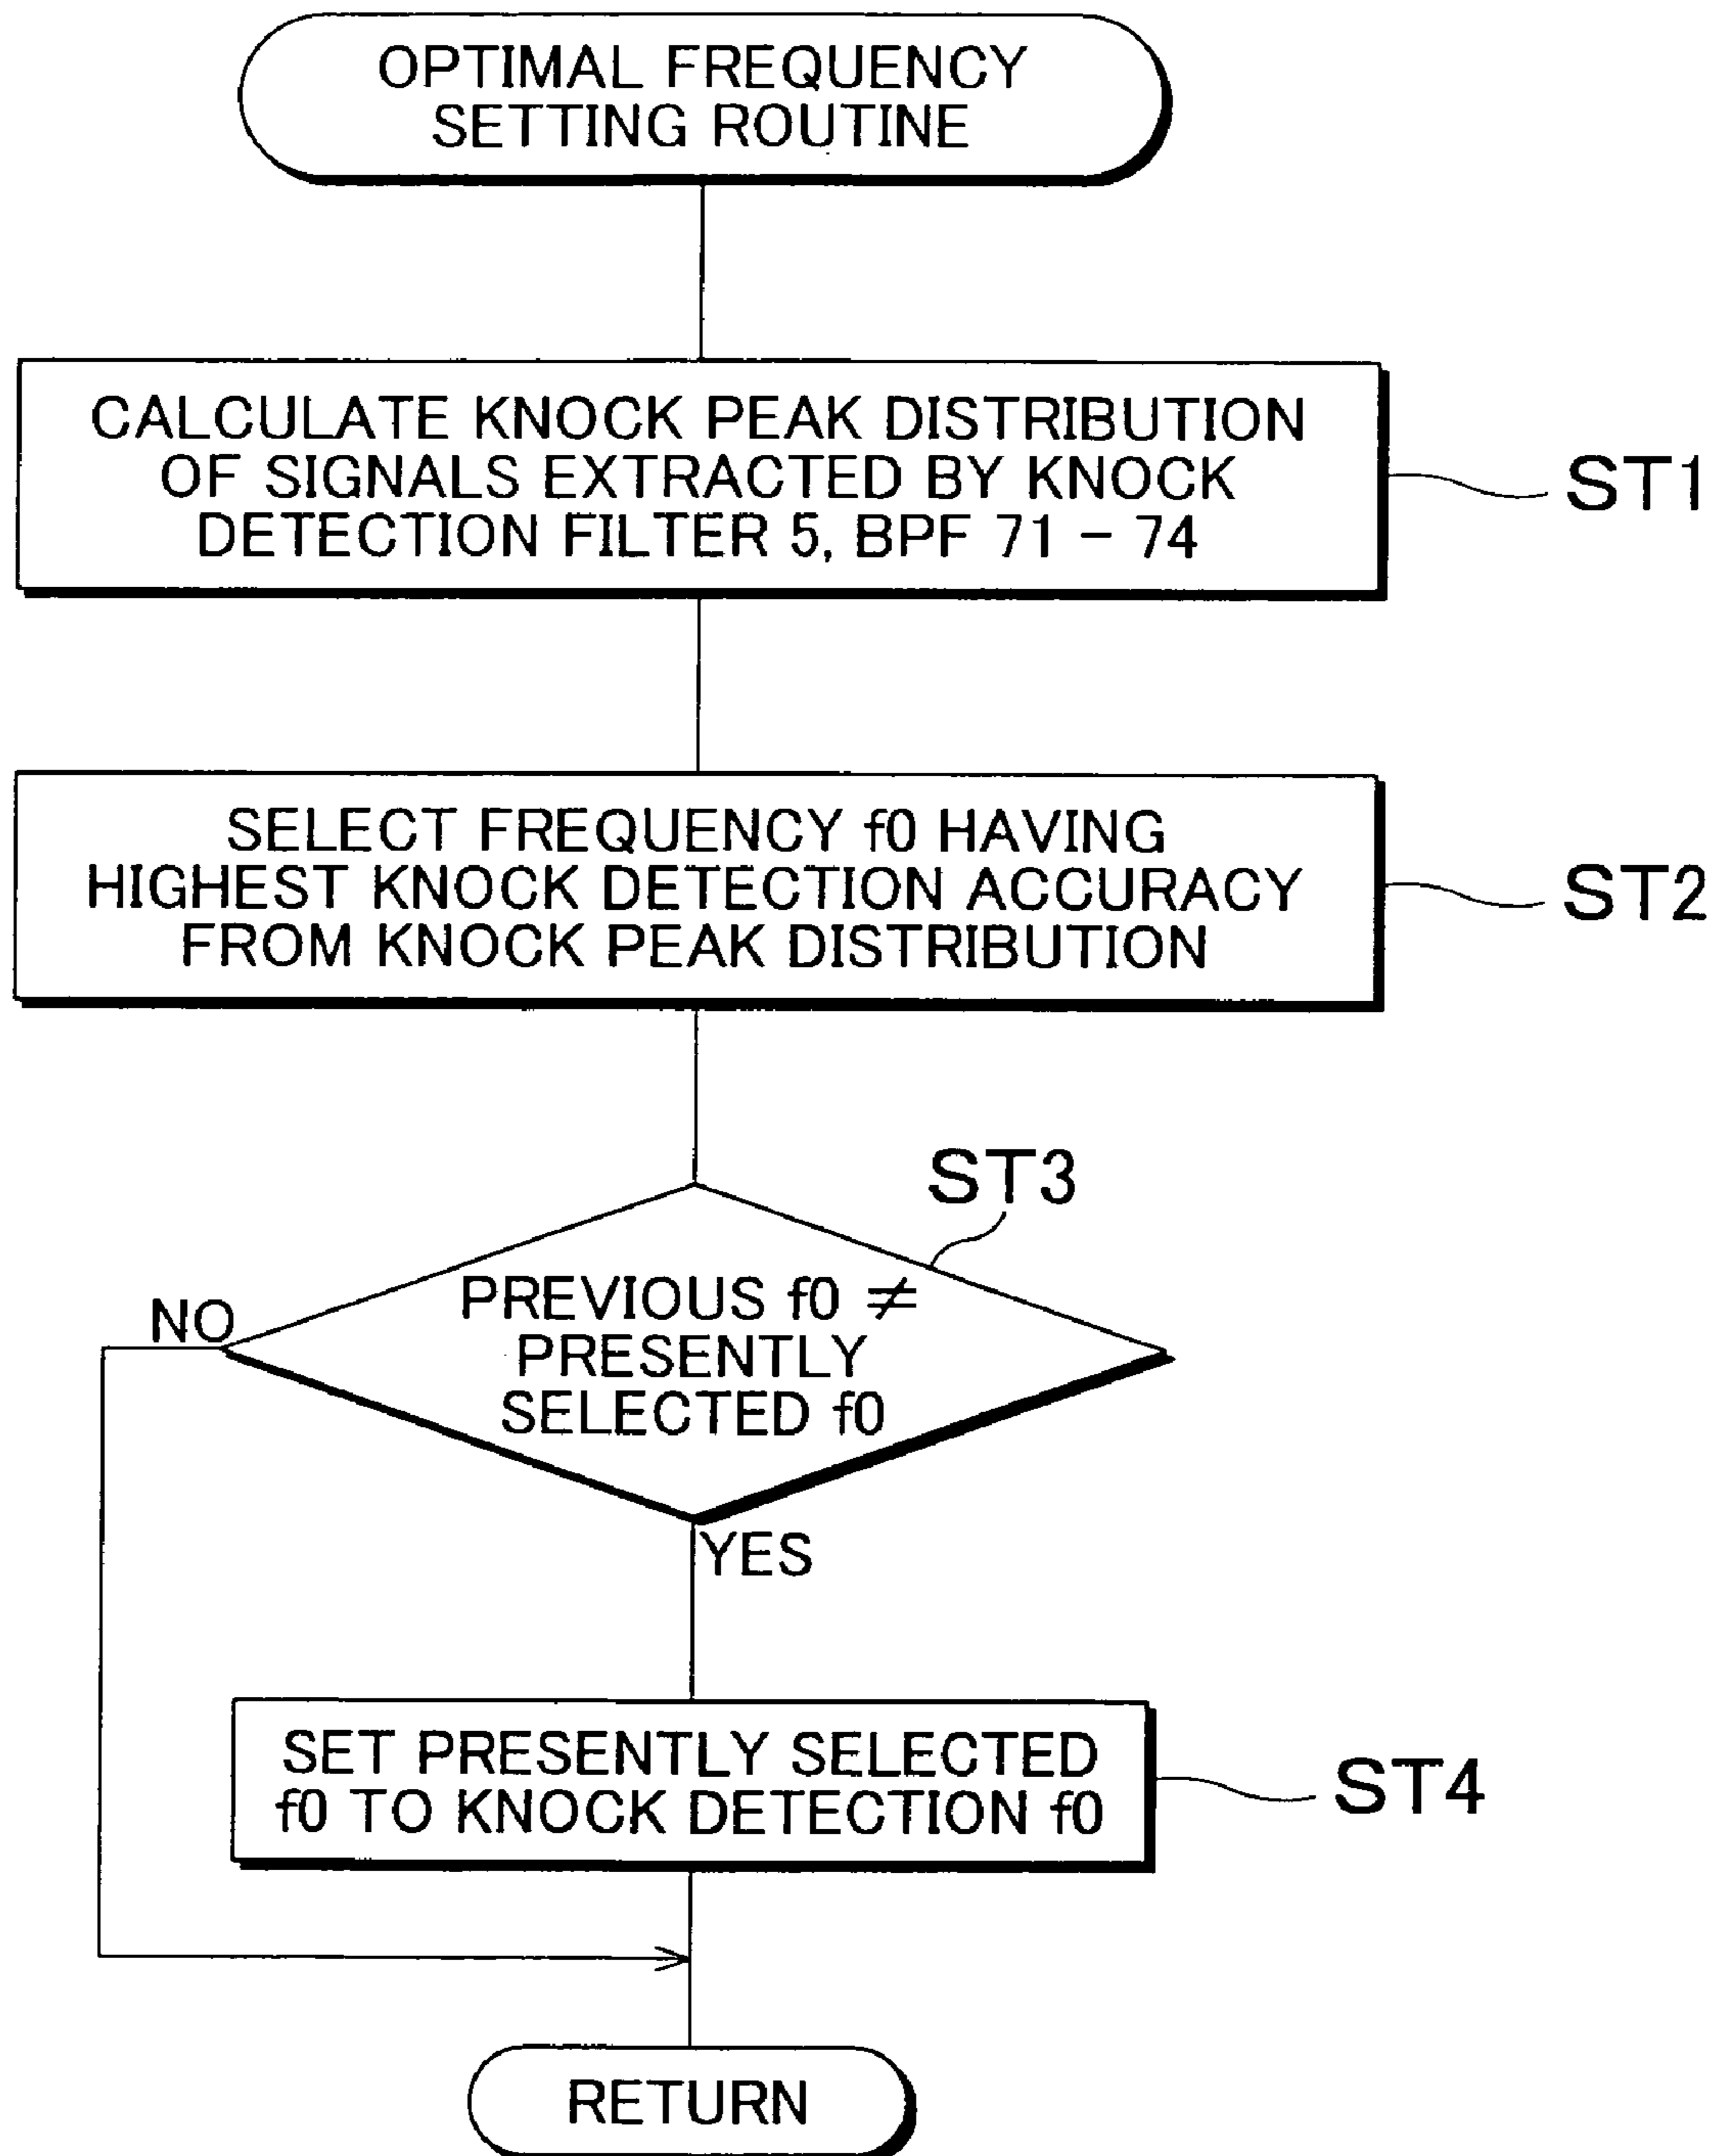 OPTIMAL FREQUENCY
SETTING ROUTINE
CALCULATE KNOCK PEAK DISTRIBUTION
OF SIGNALS EXTRACTED BY KNOCK
DETECTION FILTER 5, BPF 71 – 74
ST1
SELECT FREQUENCY f0 HAVING
HIGHEST KNOCK DETECTION ACCURACY
FROM KNOCK PEAK DISTRIBUTION
ST2
ST3
PREVIOUS f0 ≠
PRESENTLY
SELECTED f0
NO
YES
SET PRESENTLY SELECTED
f0 TO KNOCK DETECTION f0
ST4
RETURN